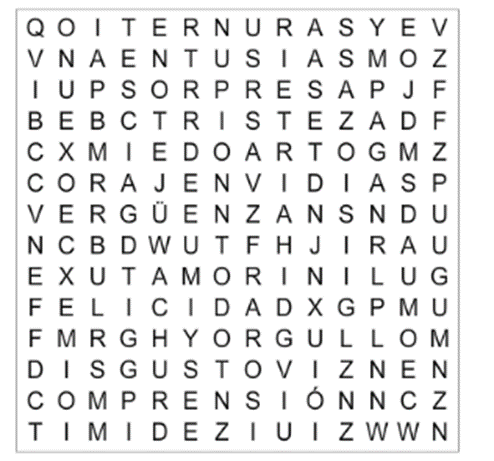 Q O I T E R N U R A S Y E V
V N A E N T U S I A S M O Z
I U P S O R P R E S A P J F
B E B C T R I S T E Z A D F
C X M I E D O A R T O G M Z
C O R A J E N V I D I A S P
V E R G Ü E N Z A N S N D U
N C B D W U T F H J I R A U
E X U T A M O R I N I L U G
F E L I C I D A D X G P M U
F M R G H Y O R G U L L O M
D I S G U S T O V I Z N E N
C O M P R E N S I Ó N N C Z
T I M I D E Z I U I Z W W N